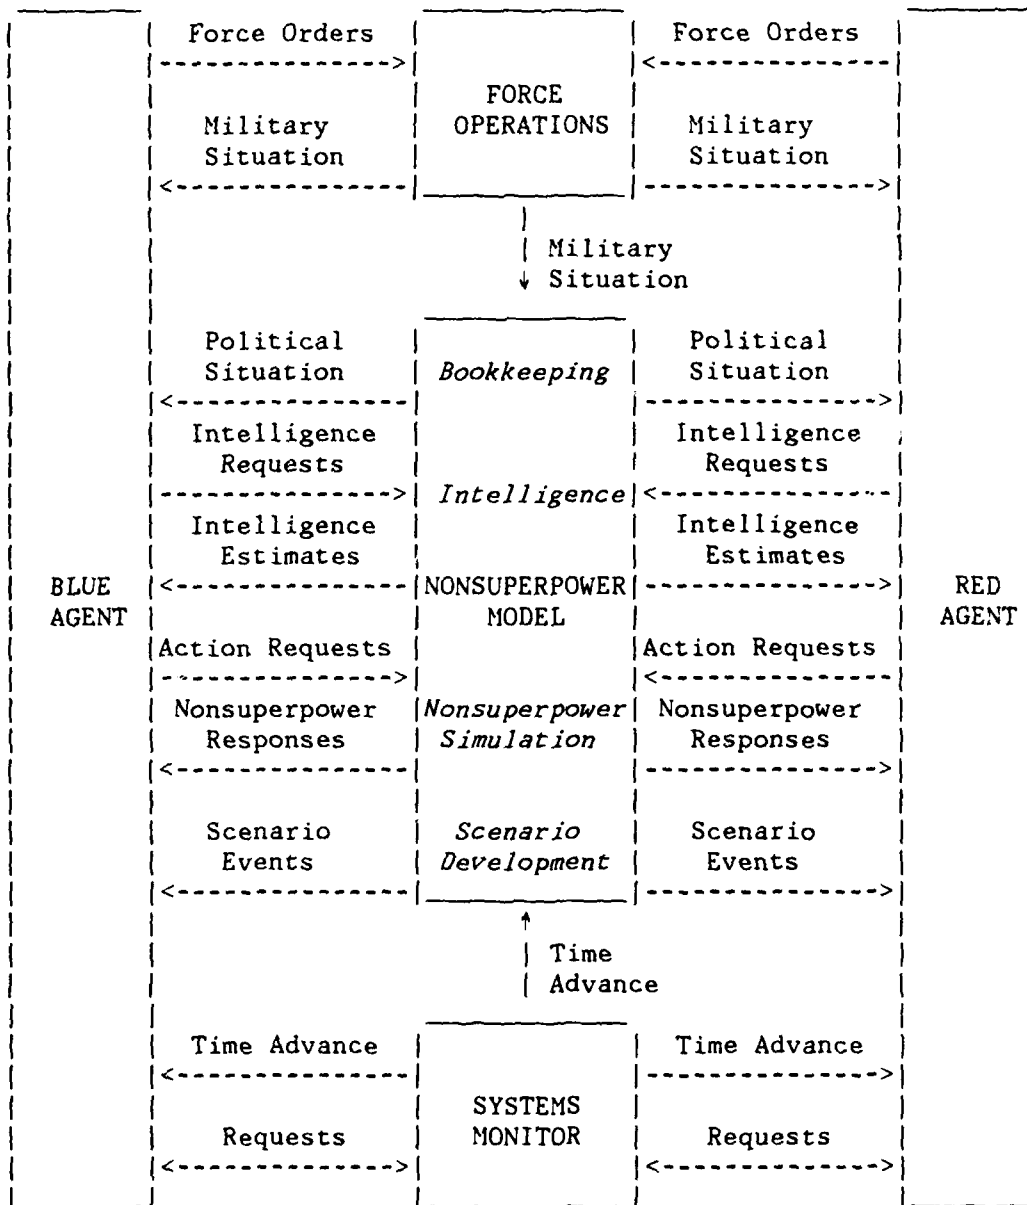 Force Orders
Force Orders
FORCE
OPERATIONS
Military
Situation
Military
Situation
Military
Situation
Political
Situation
Bookkeeping
Political
Situation
Intelligence
Requests
Intelligence
Intelligence
Requests
Intelligence
Estimates
Intelligence
Estimates
BLUE
AGENT
NONSUPERPOWER
MODEL
RED
AGENT
Action Requests
Action Requests
Nonsuperpower
Responses
Nonsuperpower
Simulation
Nonsuperpower
Responses
Scenario
Events
Scenario
Development
Scenario
Events
Time
Advance
Time Advance
Time Advance
SYSTEMS
MONITOR
Requests
Requests